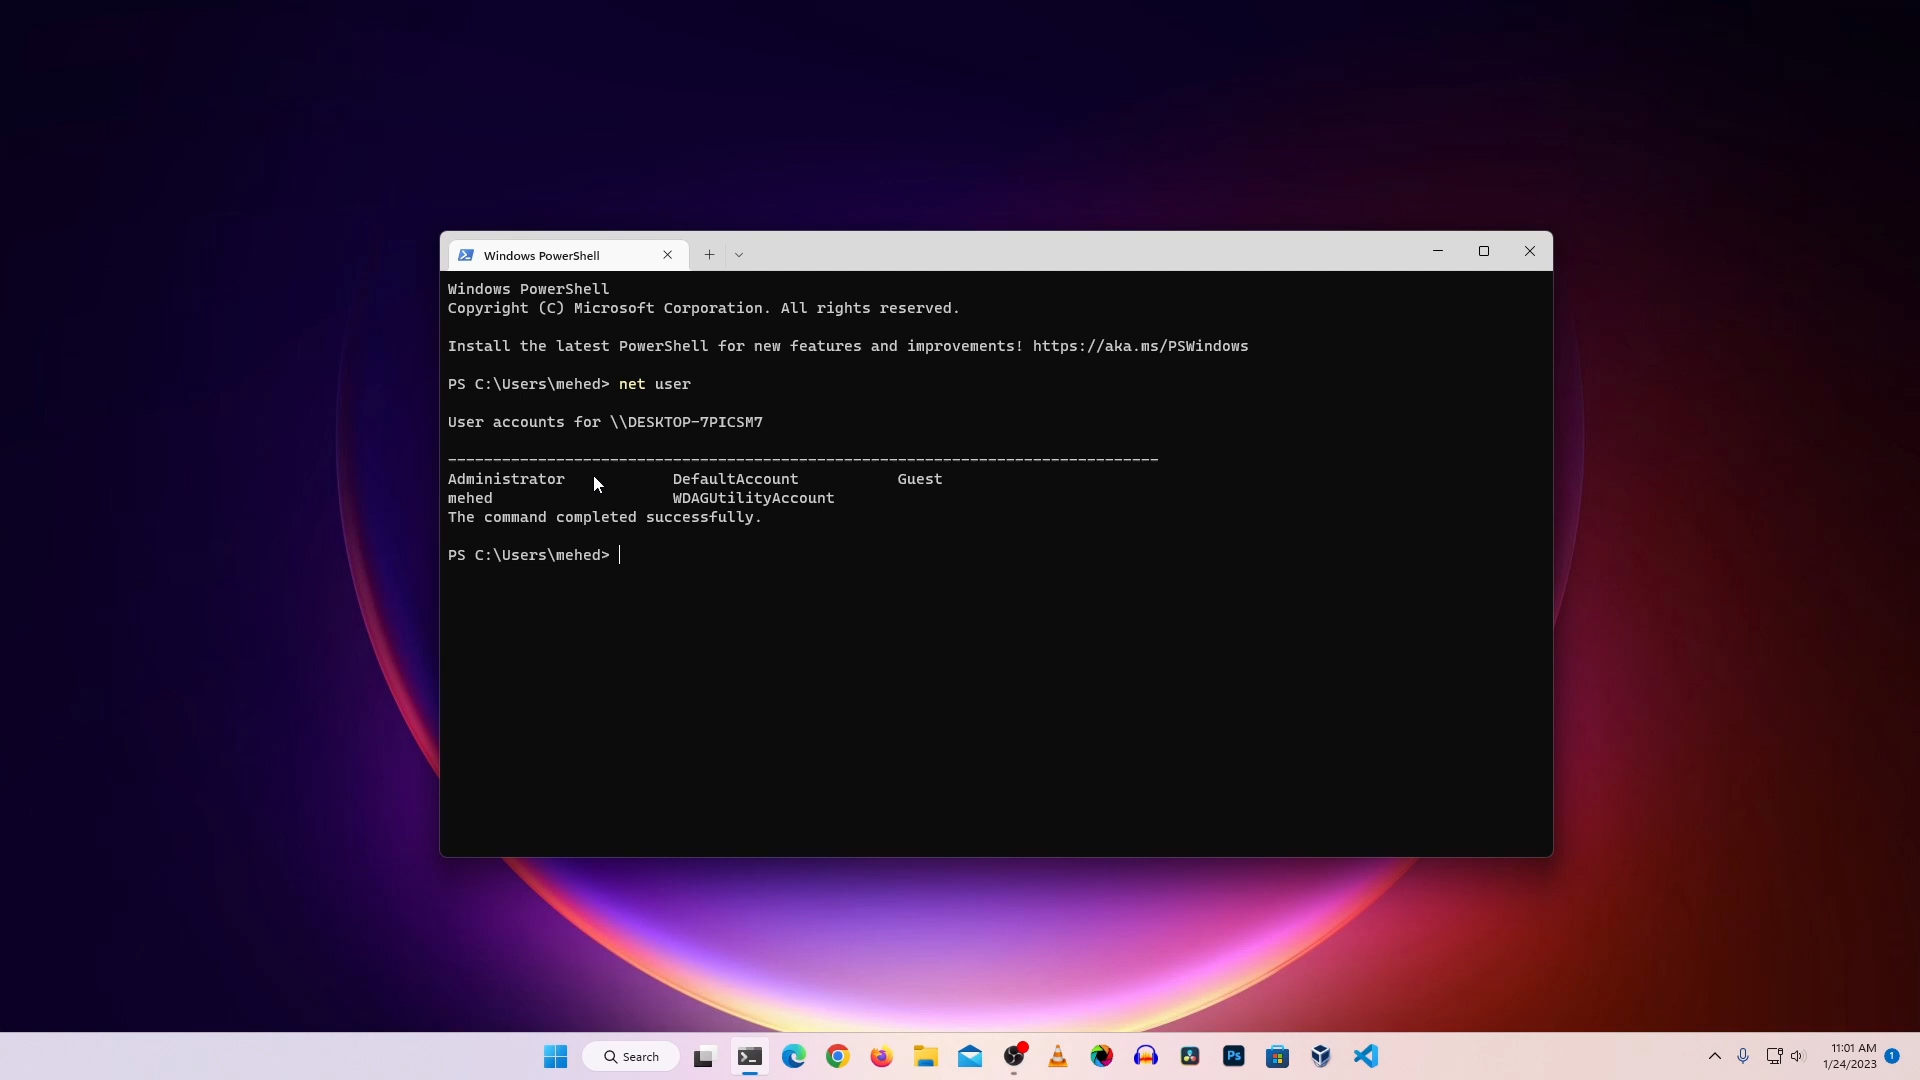 Windows PowerShell
Windows PowerShell
Copyright (C) Microsoft Corporation. All rights reserved.
Install the latest PowerShell for new features and improvements! https://aka.ms/PSWindows
PS C:\Users\mehed> net user
User accounts for \\DESKTOP-7PICSM7
-------------------------------------------------------------------------------
Administrator DefaultAccount Guest
mehed WDAGUtilityAccount
The command completed successfully.
PS C:\Users\mehed>
Search
Ps
11:01 AM
1/24/2023
1